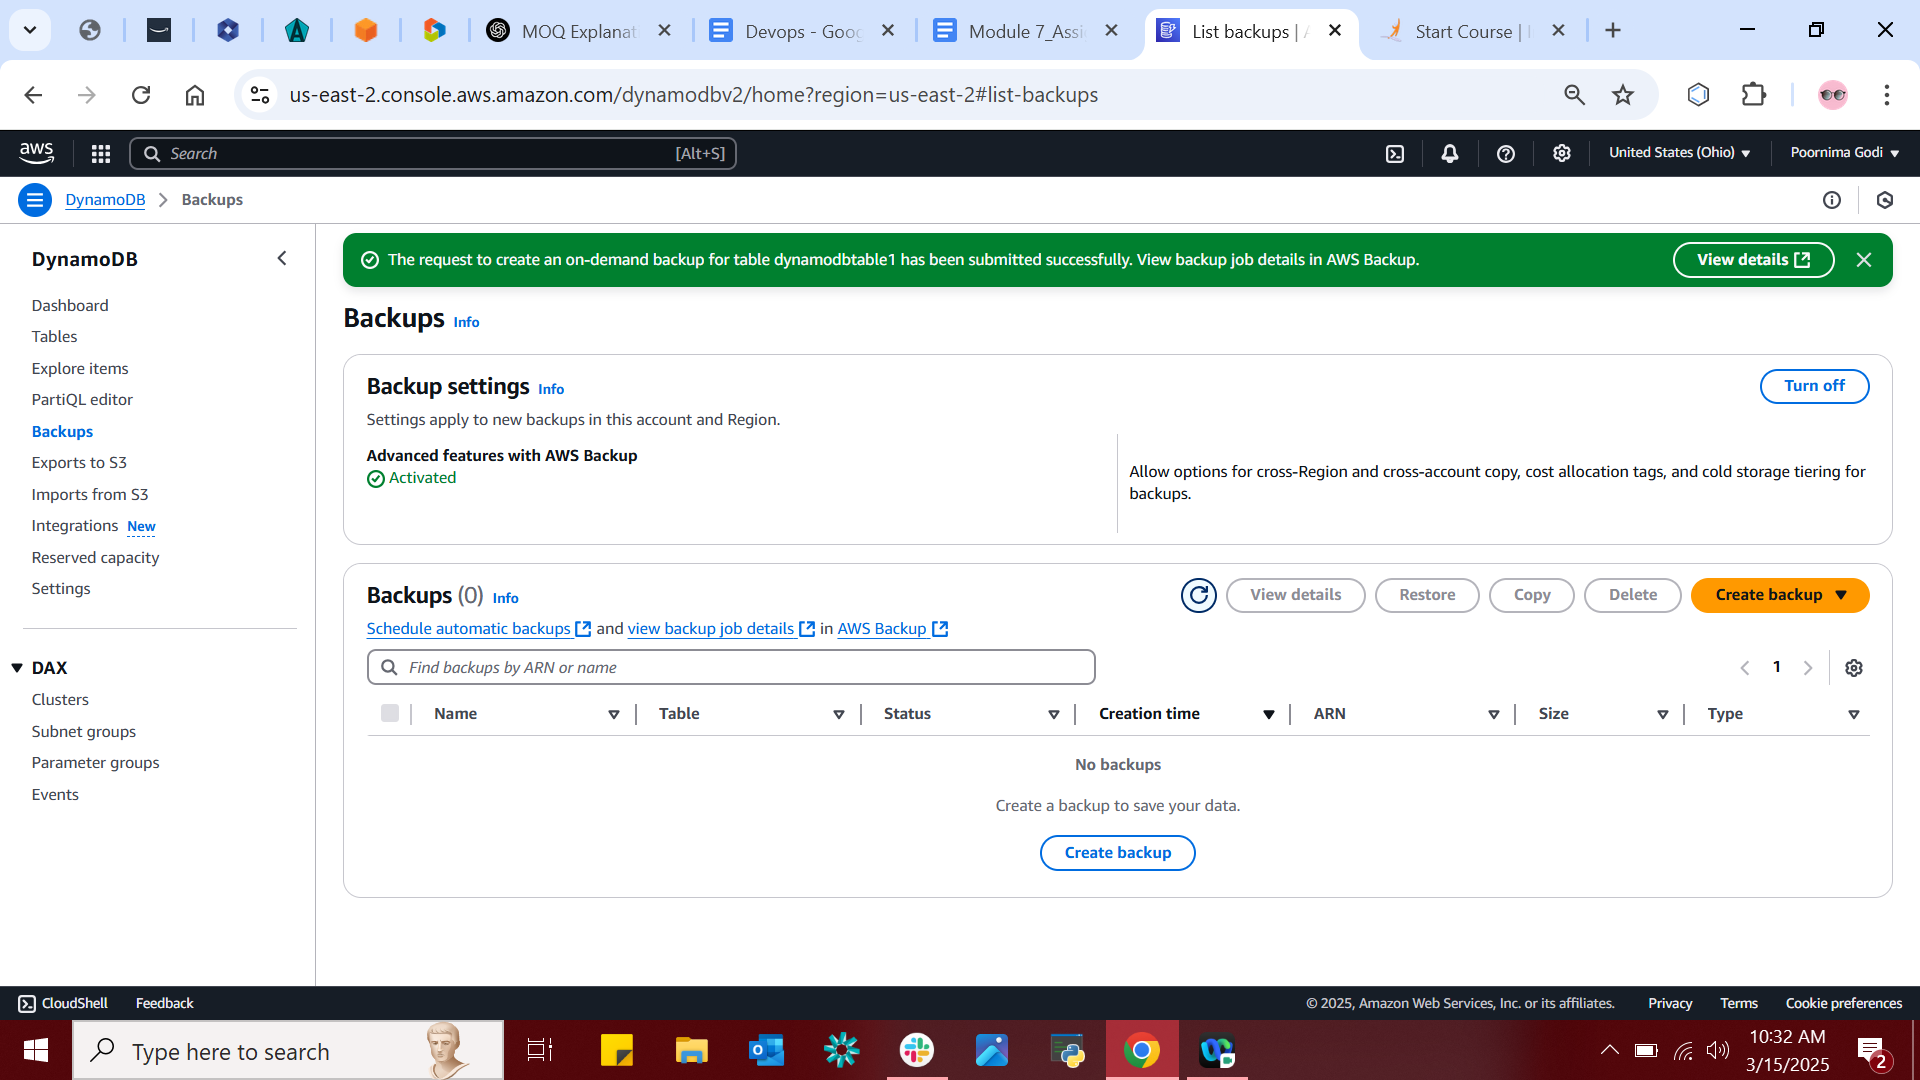 MOQ Explanat
Devops - Goog
Module 7_Assi
List backups | A
Start Course |
us-east-2.console.aws.amazon.com/dynamodbv2/home?region=us-east-2#list-backups
aws
Search
[Alt+S]
United States (Ohio)
Poornima Godi
DynamoDB
Backups
DynamoDB
Dashboard
Tables
Explore items
PartiQL editor
Backups
Exports to S3
Imports from S3
Integrations New
Reserved capacity
Settings
DAX
Clusters
Subnet groups
Parameter groups
Events
The request to create an on-demand backup for table dynamodbtable1 has been submitted successfully. View backup job details in AWS Backup.
View details
Backups Info
Backup settings Info
Turn off
Settings apply to new backups in this account and Region.
Advanced features with AWS Backup
Activated
Allow options for cross-Region and cross-account copy, cost allocation tags, and cold storage tiering for
backups.
Backups (0) Info
View details
Restore
Copy
Delete
Create backup
Schedule automatic backups and view backup job details in AWS Backup
Find backups by ARN or name
1
Name
Table
Status
Creation time
ARN
Size
Type
No backups
Create a backup to save your data.
Create backup
CloudShell
Feedback
© 2025, Amazon Web Services, Inc. or its affiliates.
Privacy
Terms
Cookie preferences
Type here to search
10:32 AM
3/15/2025
2